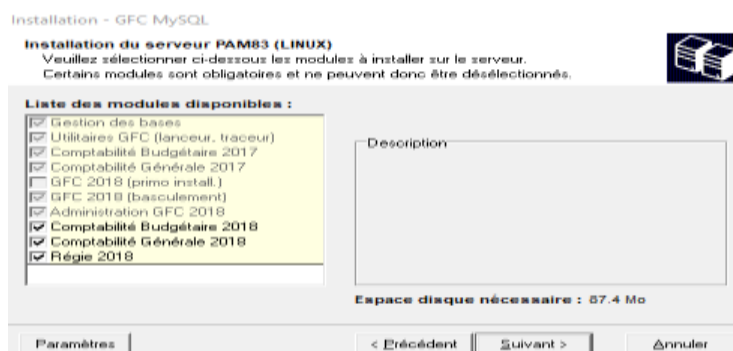 Installation - GFC MySQL
Installation du serveur PAM83 (LINUX)
Veuillez sélectionner ci-dessous les modules à installer sur le serveur.
Certains modules sont obligatoires et ne peuvent donc être désélectionnés.
Liste des modules disponibles :
Gestion des bases
Utilitaires GFC (lanceur, traceur)
Comptabilité Budgétaire 2017
Comptabilité Générale 2017
GFC 2018 (primo install.)
GFC 2018 (basculement)
Administration GFC 2018
Comptabilité Budgétaire 2018
Comptabilité Générale 2018
Régie 2018
Description
Espace disque nécessaire : 87.4 Mo
Paramètres
< Précédent
Suivant >
Annuler